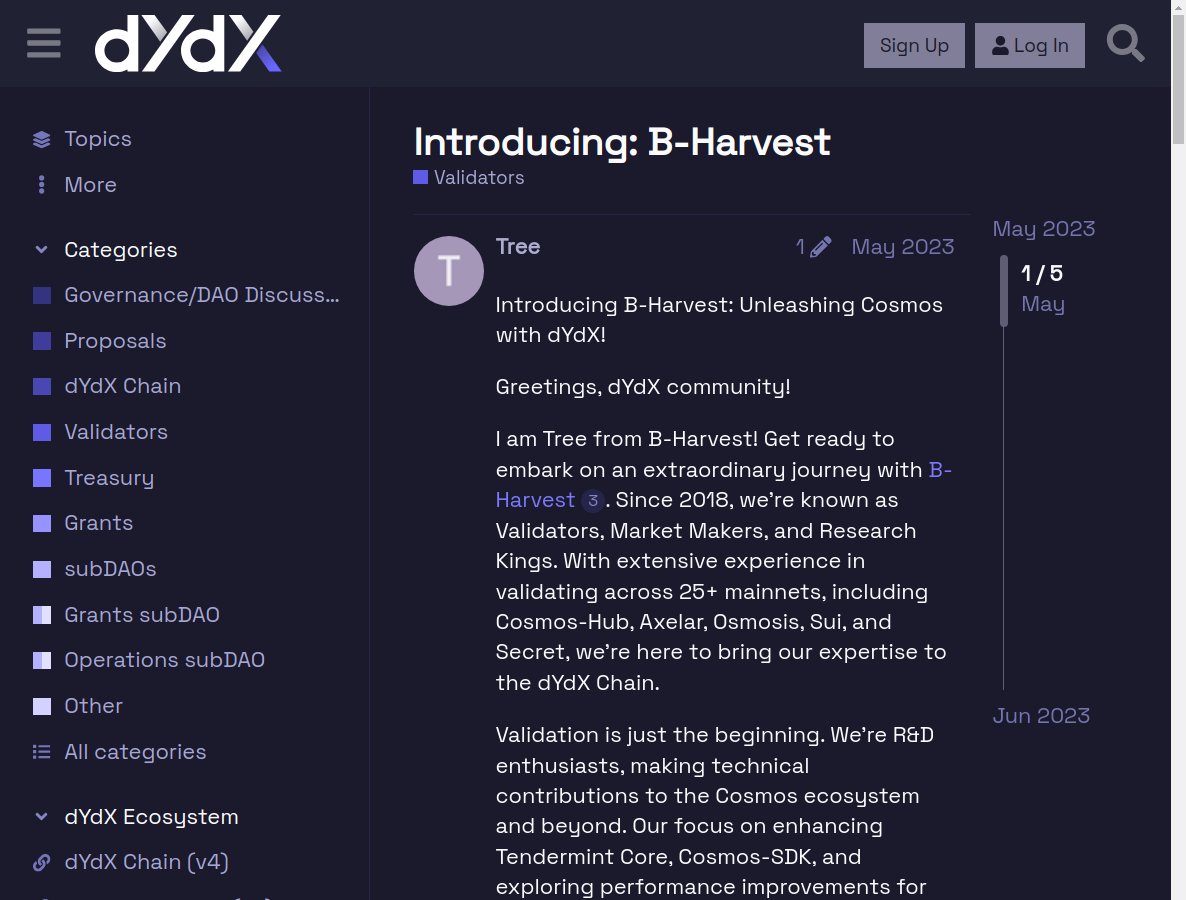 dYdX
Sign Up
Log In
Topics
More
Categories
Governance/DAO Discuss...
Proposals
dYdX Chain
Validators
Treasury
Grants
subDAOs
Grants subDAO
Operations subDAO
Other
All categories
dYdX Ecosystem
dYdX Chain (v4)
Introducing: B-Harvest
Validators
T
Tree
1
May 2023
Introducing B-Harvest: Unleashing Cosmos
with dYdX!
Greetings, dYdX community!
I am Tree from B-Harvest! Get ready to
embark on an extraordinary journey with B-
Harvest 3. Since 2018, we’re known as
Validators, Market Makers, and Research
Kings. With extensive experience in
validating across 25+ mainnets, including
Cosmos-Hub, Axelar, Osmosis, Sui, and
Secret, we’re here to bring our expertise to
the dYdX Chain.
Validation is just the beginning. We’re R&D
enthusiasts, making technical
contributions to the Cosmos ecosystem
and beyond. Our focus on enhancing
Tendermint Core, Cosmos-SDK, and
exploring performance improvements for
May 2023
1 / 5
May
Jun 2023